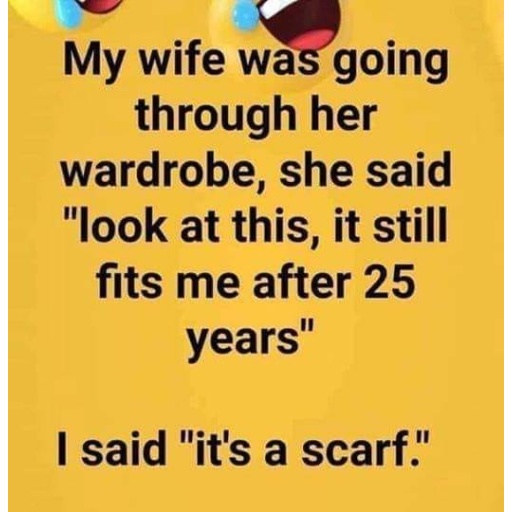 My wife was going
through her
wardrobe, she said
"look at this, it still
fits me after 25
years"
I said "it's a scarf."